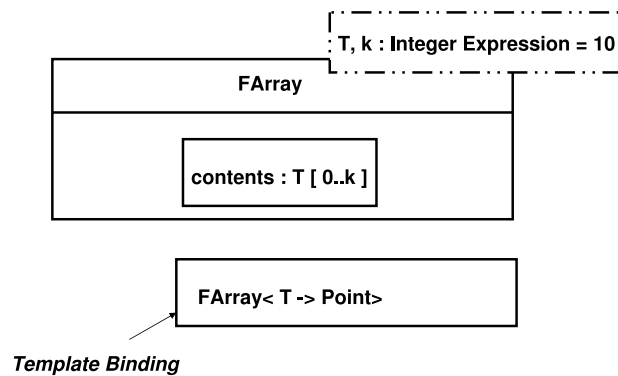 T, k : Integer Expression = 10
FArray
contents : T [ 0..k ]
FArray< T -> Point>
Template Binding